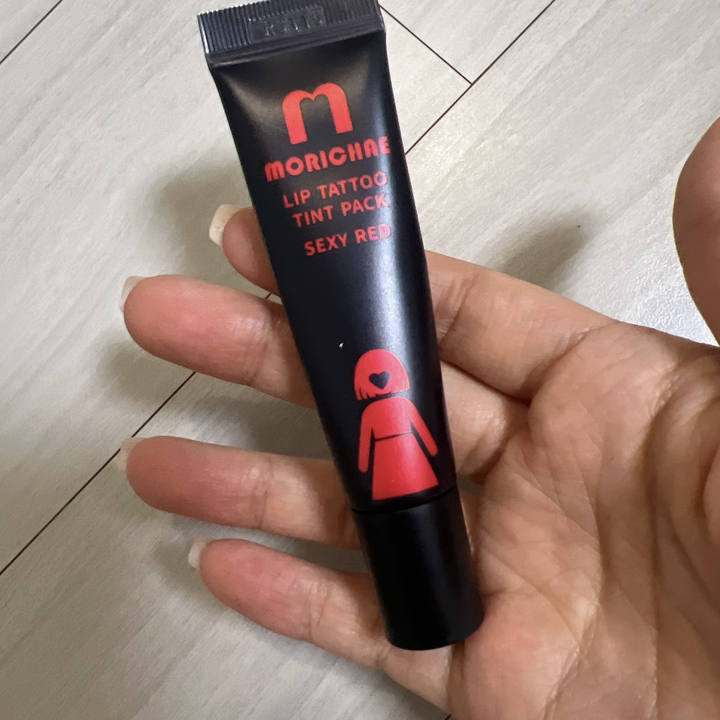 m
MORICHAE
LIP TATTOO
TINT PACK
SEXY RED